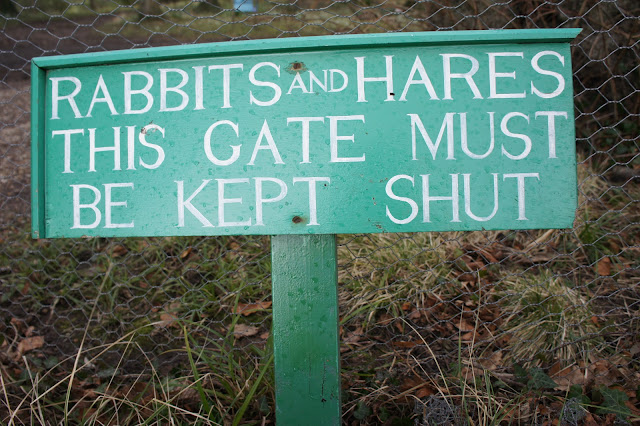 RABBITS AND HARES
THIS GATE MUST
BE KEPT SHUT